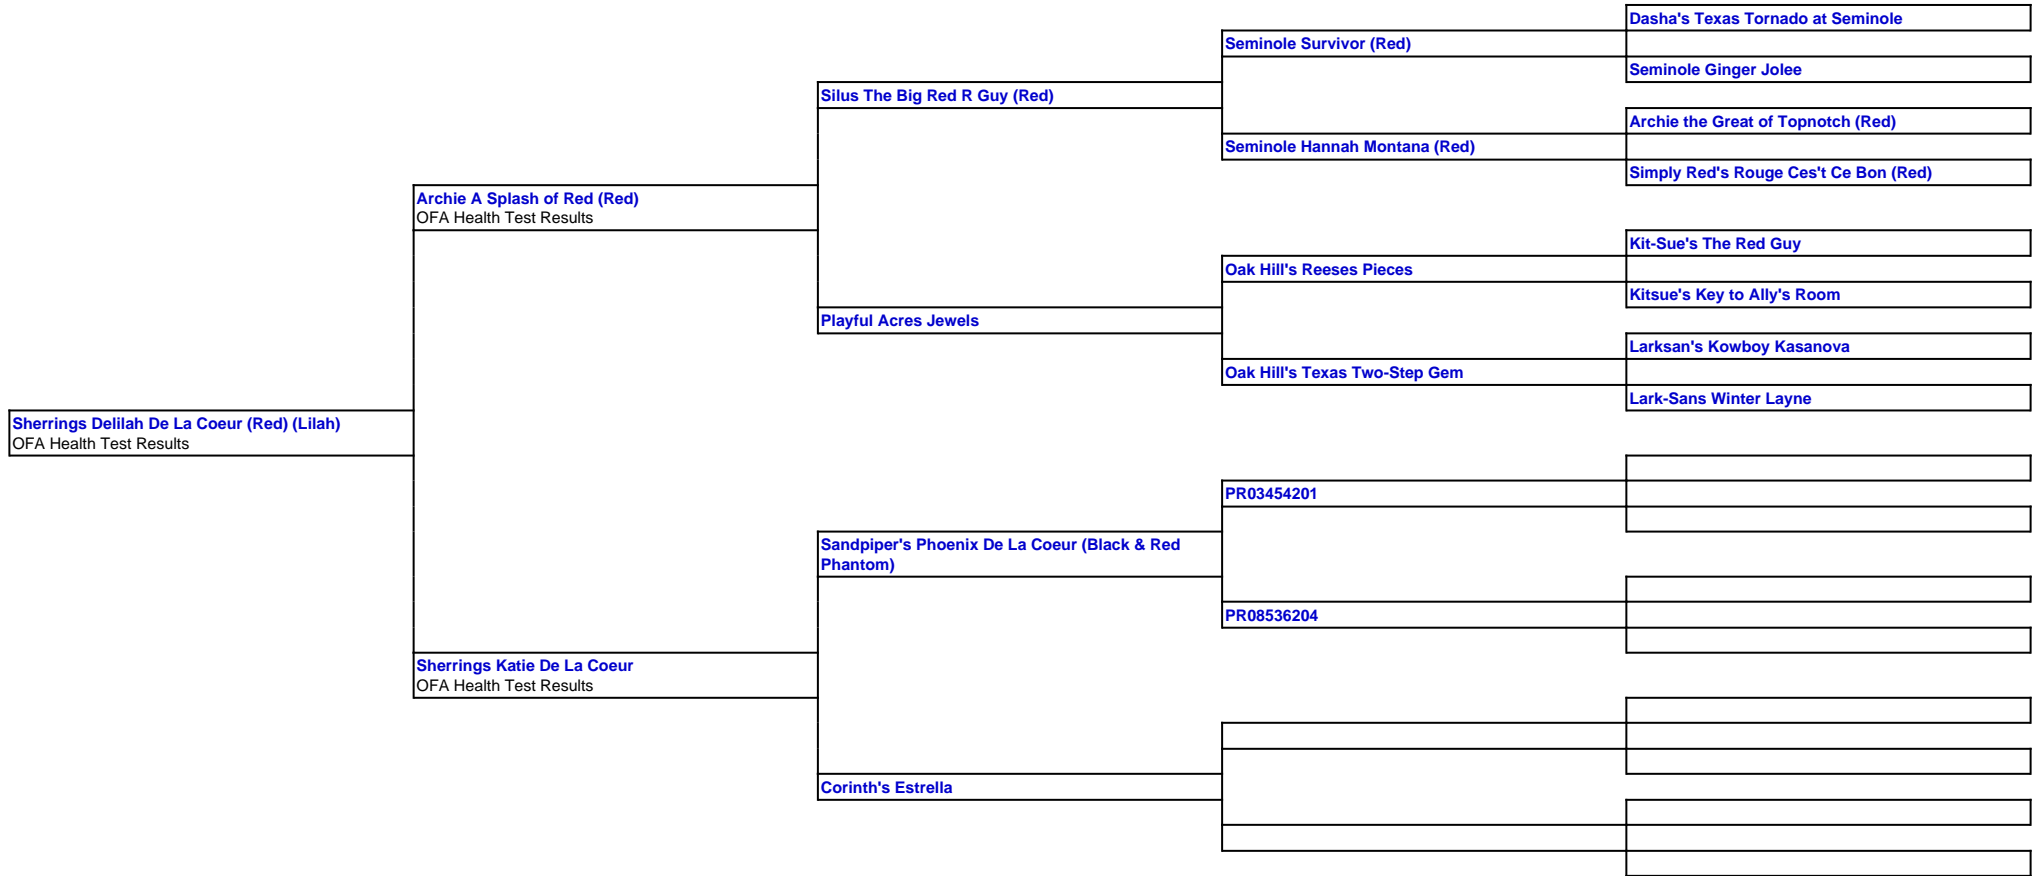 Dasha's Texas Tornado at Seminole
Seminole Survivor (Red)
Seminole Ginger Jolee
Silus The Big Red R Guy (Red)
Archie the Great of Topnotch (Red)
Seminole Hannah Montana (Red)
Simply Red's Rouge Ces't Ce Bon (Red)
Archie A Splash of Red (Red)
OFA Health Test Results
Kit-Sue's The Red Guy
Oak Hill's Reeses Pieces
Kitsue's Key to Ally's Room
Playful Acres Jewels
Larksan's Kowboy Kasanova
Oak Hill's Texas Two-Step Gem
Lark-Sans Winter Layne
Sherrings Delilah De La Coeur (Red) (Lilah)
OFA Health Test Results
PR03454201
Sandpiper's Phoenix De La Coeur (Black & Red
Phantom)
PR08536204
Sherrings Katie De La Coeur
OFA Health Test Results
Corinth's Estrella